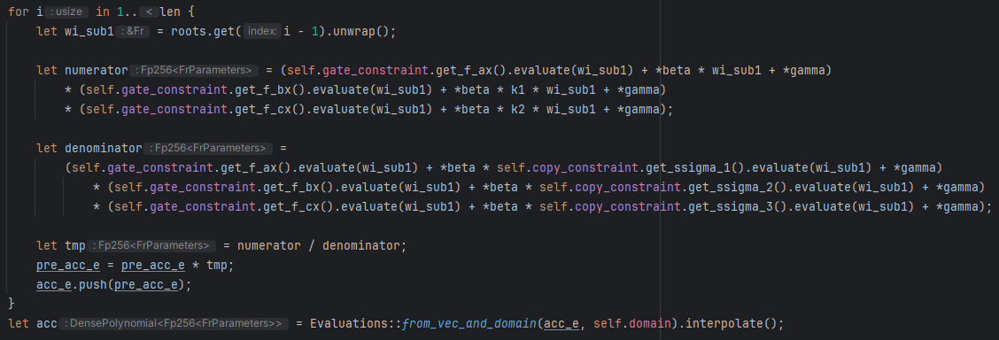 for i : usize in 1..<len {
let wi_sub1 : &Fr = roots.get( index: i - 1).unwrap();
let numerator : Fp256<FrParameters> = (self.gate_constraint.get_f_ax().evaluate(wi_sub1) + *beta * wi_sub1 + *gamma)
* (self.gate_constraint.get_f_bx().evaluate(wi_sub1) + *beta * k1 * wi_sub1 + *gamma)
* (self.gate_constraint.get_f_cx().evaluate(wi_sub1) + *beta * k2 * wi_sub1 + *gamma);
let denominator : Fp256<FrParameters> =
(self.gate_constraint.get_f_ax().evaluate(wi_sub1) + *beta * self.copy_constraint.get_ssigma_1().evaluate(wi_sub1) + *gamma)
* (self.gate_constraint.get_f_bx().evaluate(wi_sub1) + *beta * self.copy_constraint.get_ssigma_2().evaluate(wi_sub1) + *gamma)
* (self.gate_constraint.get_f_cx().evaluate(wi_sub1) + *beta * self.copy_constraint.get_ssigma_3().evaluate(wi_sub1) + *gamma);
let tmp : Fp256<FrParameters> = numerator / denominator;
pre_acc_e = pre_acc_e * tmp;
acc_e.push(pre_acc_e);
}
let acc : DensePolynomial<Fp256<FrParameters>> = Evaluations::from_vec_and_domain(acc_e, self.domain).interpolate();